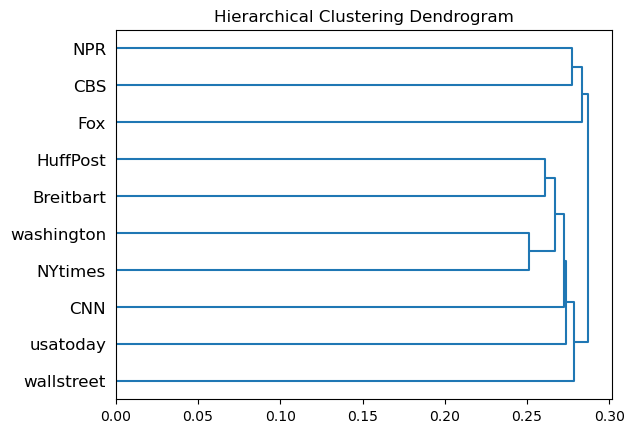 Hierarchical Clustering Dendrogram
NPR
CBS
Fox
HuffPost
Breitbart
washington
NYtimes
CNN
usatoday
wallstreet
0.00 0.05 0.10 0.15 0.20 0.25 0.30